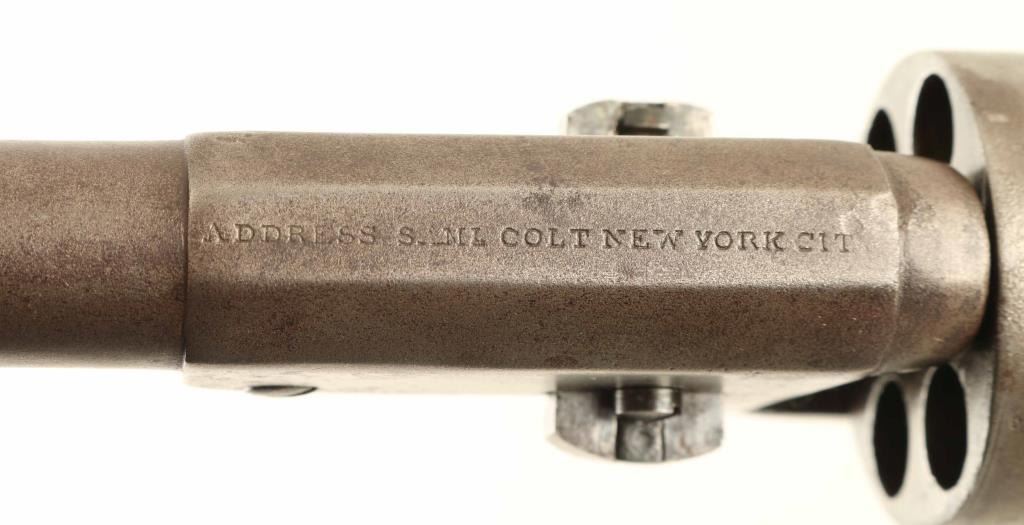 ADDRESS S..ML COLT NEW YORK CIT